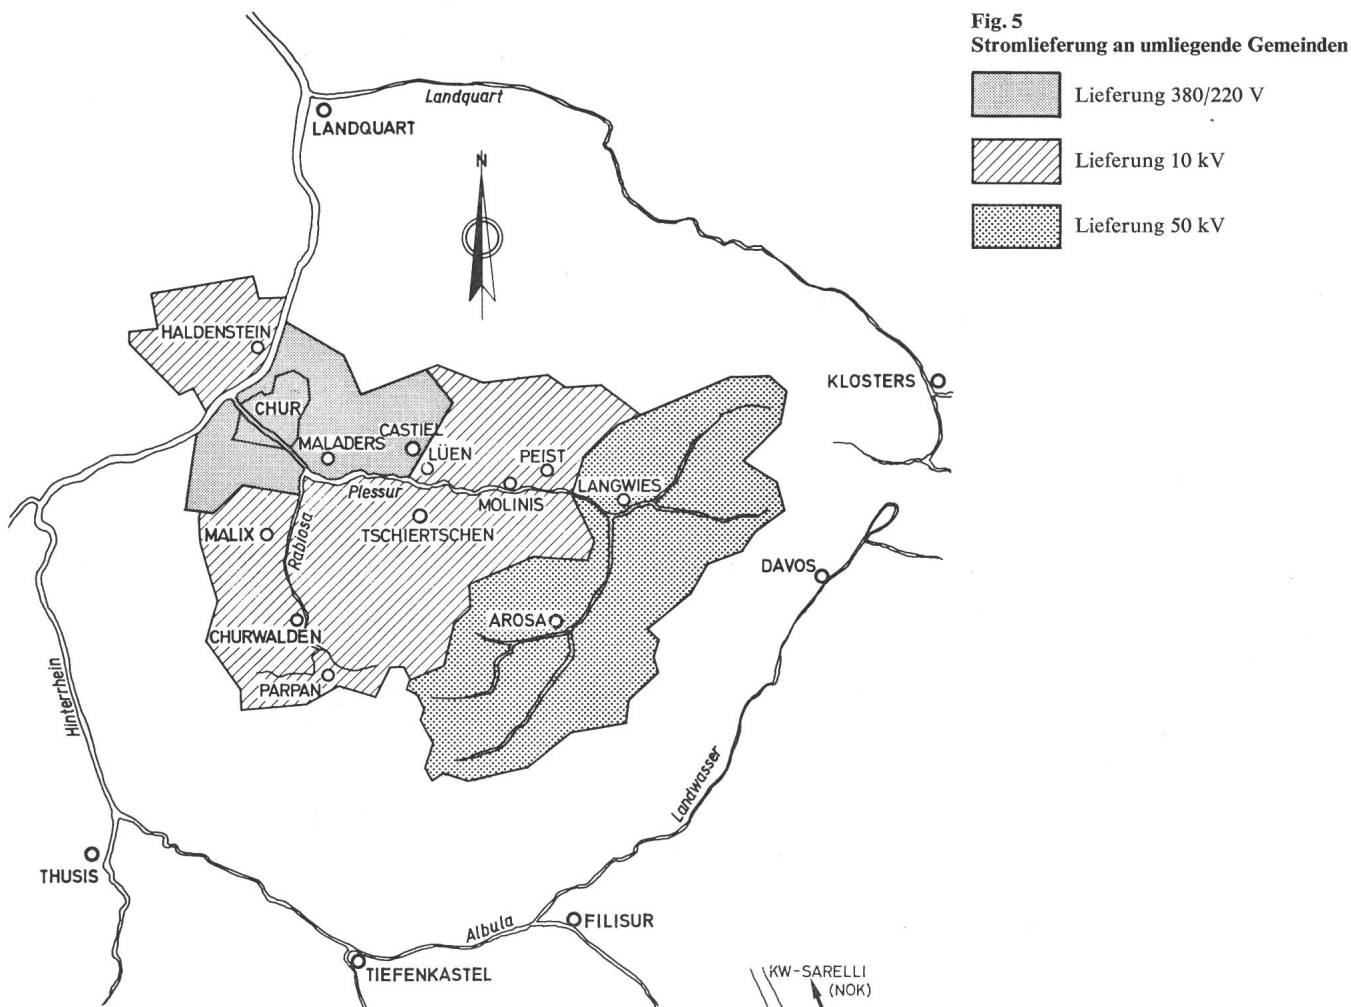 Fig. 5
Stromlieferung an umliegende Gemeinden
Lieferung 380/220 V
Lieferung 10 kV
Lieferung 50 kV
Landquart
LANDQUART
N
HALDENSTEIN
KLOSTERS
CHUR
CASTIEL
MALADERS
LÜEN
PEIST
LANGWIES
Plessur
MOLINIS
MALIX
Rabiosa
TSCHIERTSCHEN
DAVOS
AROSA
CHURWALDEN
PARPAN
Hinterrhein
Landwasser
THUSIS
Albula
FILISUR
TIEFENKASTEL
KW-SARELLI
(NOK)